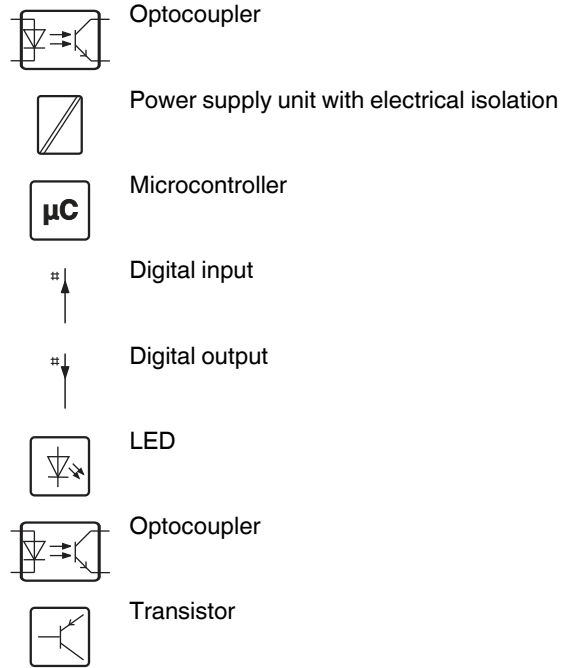 Optocoupler
Power supply unit with electrical isolation
µC
Microcontroller
#
Digital input
#
Digital output
LED
Optocoupler
Transistor